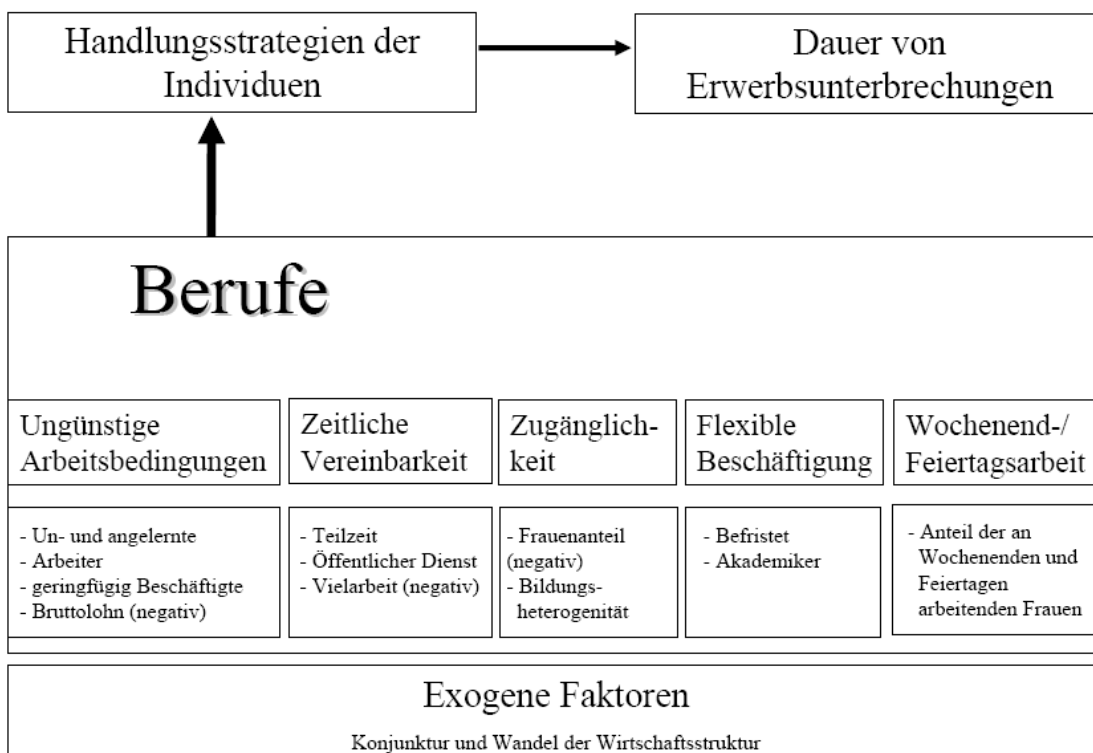 Handlungsstrategien der
Individuen
Dauer von
Erwerbsunterbrechungen
Berufe
Ungünstige
Arbeitsbedingungen
Zeitliche
Vereinbarkeit
Zugänglich-
keit
Flexible
Beschäftigung
Wochenend-/
Feiertagsarbeit
- Un- und angelernte
- Arbeiter
- geringfügig Beschäftigte
- Bruttolohn (negativ)
- Teilzeit
- Öffentlicher Dienst
- Vielarbeit (negativ)
- Frauenanteil
(negativ)
- Bildungs-
heterogenität
- Befristet
- Akademiker
- Anteil der an
Wochenenden und
Feiertagen
arbeitenden Frauen
Exogene Faktoren
Konjunktur und Wandel der Wirtschaftsstruktur